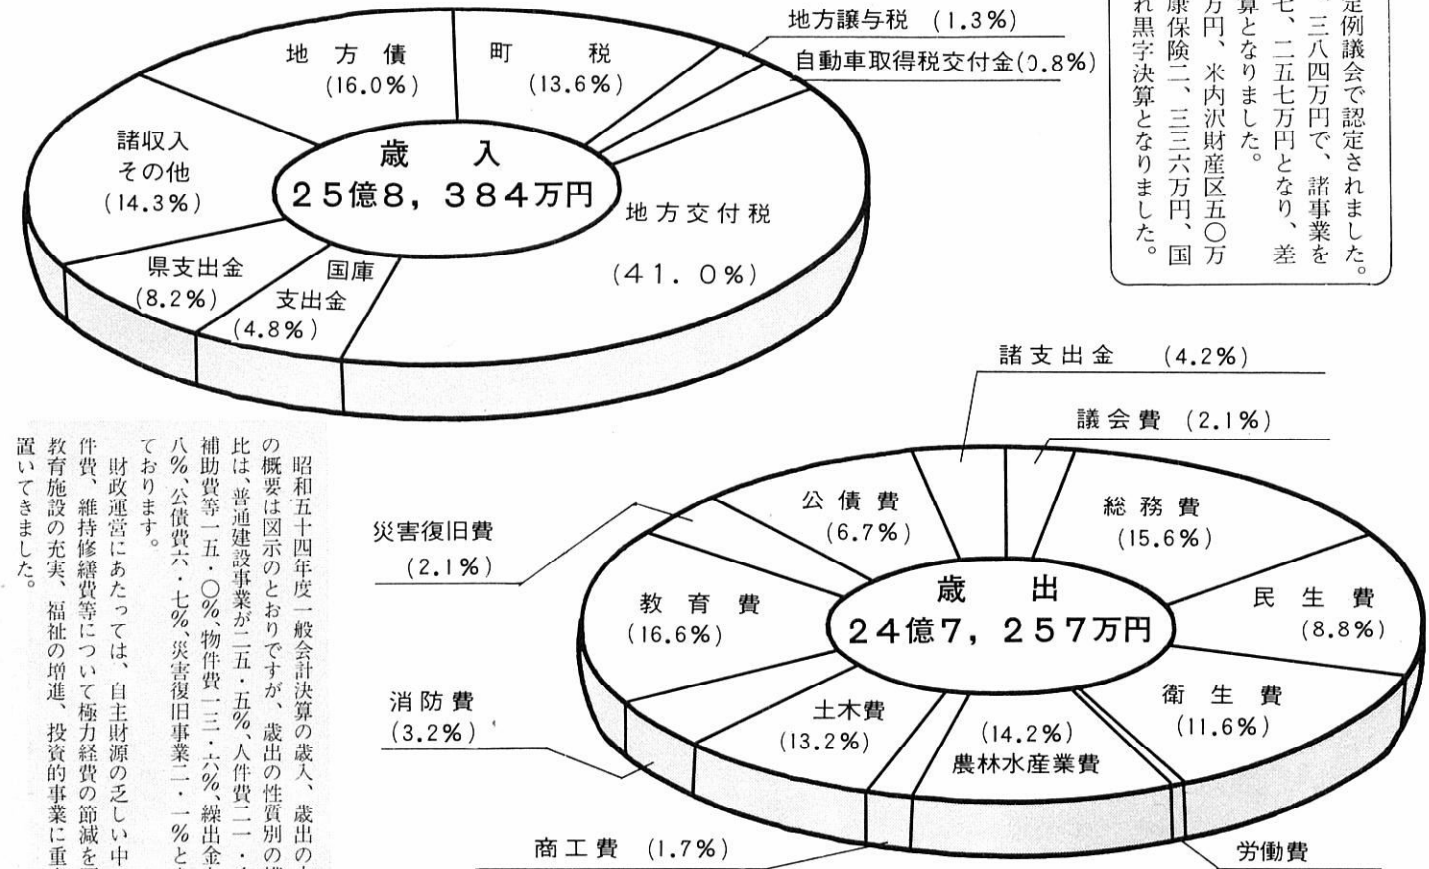 定例議会で認定されました。
三八四万円で、諸事業を
七、二五七万円となり、差
算となりました。
万円、米内沢財産区五〇万
康保険二、三三六万円、国
れ黒字決算となりました。
地方譲与税 (1.3%)
自動車取得税交付金(0.8%)
地方債
(16.0%)
町税
(13.6%)
諸収入
その他
(14.3%)
歳入
25億8,384万円
地方交付税
(41.0%)
県支出金
(8.2%)
国庫
支出金
(4.8%)
諸支出金 (4.2%)
議会費 (2.1%)
公債費
(6.7%)
総務費
(15.6%)
災害復旧費
(2.1%)
教育費
(16.6%)
歳出
24億7,257万円
民生費
(8.8%)
消防費
(3.2%)
土木費
(13.2%)
(14.2%)
農林水産業費
衛生費
(11.6%)
商工費 (1.7%)
労働費
昭和五十四年度一般会計決算の歳入、歳出の
の概要は図示のとおりですが、歳出の性質別の
比は、普通建設事業が二五・五%、人件費二一・
補助費等一五・〇%、物件費一三・六%、繰出金
八%、公債費六・七%、災害復旧事業二・一%と
ております。
財政運営にあたっては、自主財源の乏しい中
件費、維持修繕費等について極力経費の節減を
教育施設の充実、福祉の増進、投資的事業に重
置いてきました。